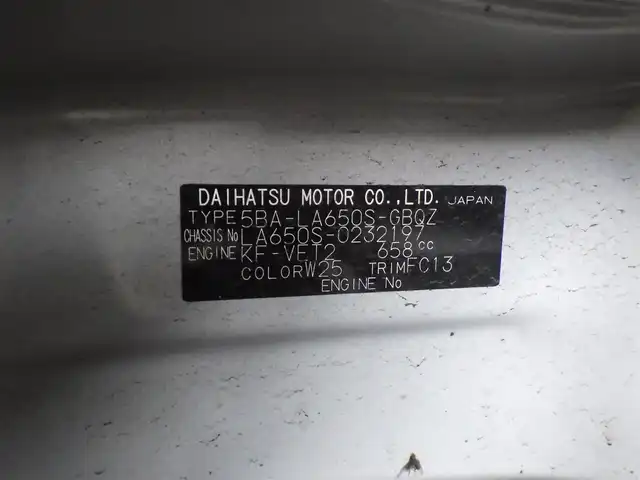 DAIHATSU MOTOR CO.,LTD. JAPAN
TYPE 5BA-LA650S-GBQZ
CHASSIS No LA650S-0232197
ENGINE KF-VET2 658cc
COLOR W25 TRIM FC13
ENGINE No